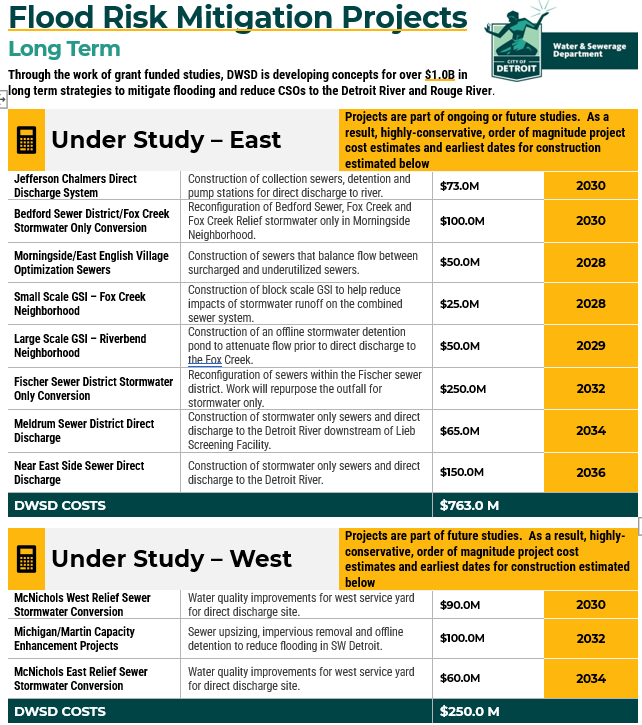 Flood Risk Mitigation Projects
Long Term
CITY OF
DETROIT
Water & Sewerage
Department
Through the work of grant funded studies, DWSD is developing concepts for over $1.0B in
long term strategies to mitigate flooding and reduce CSOs to the Detroit River and Rouge River.
Under Study – East
Projects are part of ongoing or future studies. As a
result, highly-conservative, order of magnitude project
cost estimates and earliest dates for construction
estimated below
Jefferson Chalmers Direct
Discharge System
Construction of collection sewers, detention and
pump stations for direct discharge to river.
$73.0M
2030
Bedford Sewer District/Fox Creek
Stormwater Only Conversion
Reconfiguration of Bedford Sewer, Fox Creek and
Fox Creek Relief stormwater only in Morningside
Neighborhood.
$100.0M
2030
Morningside/East English Village
Optimization Sewers
Construction of sewers that balance flow between
surcharged and underutilized sewers.
$50.0M
2028
Small Scale GSI – Fox Creek
Neighborhood
Construction of block scale GSI to help reduce
impacts of stormwater runoff on the combined
sewer system.
$25.0M
2028
Large Scale GSI – Riverbend
Neighborhood
Construction of an offline stormwater detention
pond to attenuate flow prior to direct discharge to
the Fox Creek.
$50.0M
2029
Fischer Sewer District Stormwater
Only Conversion
Reconfiguration of sewers within the Fischer sewer
district. Work will repurpose the outfall for
stormwater only.
$250.0M
2032
Meldrum Sewer District Direct
Discharge
Construction of stormwater only sewers and direct
discharge to the Detroit River downstream of Lieb
Screening Facility.
$65.0M
2034
Near East Side Sewer Direct
Discharge
Construction of stormwater only sewers and direct
discharge to the Detroit River.
$150.0M
2036
DWSD COSTS
$763.0 M
Under Study – West
Projects are part of future studies. As a result, highly-
conservative, order of magnitude project cost
estimates and earliest dates for construction estimated
below
McNichols West Relief Sewer
Stormwater Conversion
Water quality improvements for west service yard
for direct discharge site.
$90.0M
2030
Michigan/Martin Capacity
Enhancement Projects
Sewer upsizing, impervious removal and offline
detention to reduce flooding in SW Detroit.
$100.0M
2032
McNichols East Relief Sewer
Stormwater Conversion
Water quality improvements for west service yard
for direct discharge site.
$60.0M
2034
DWSD COSTS
$250.0 M